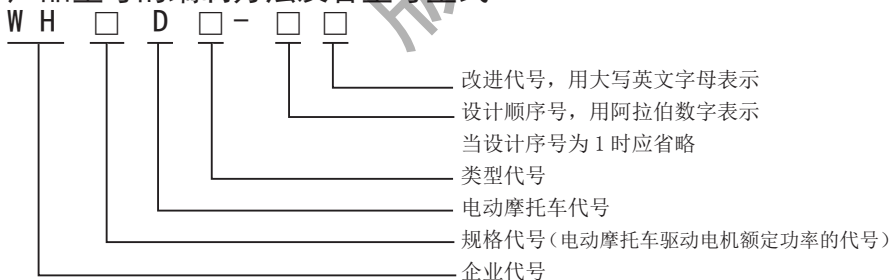 W H □ D □ - □ □
改进代号，用大写英文字母表示
设计顺序号，用阿拉伯数字表示
当设计序号为 1 时应省略
类型代号
电动摩托车代号
规格代号（电动摩托车驱动电机额定功率的代号）
企业代号